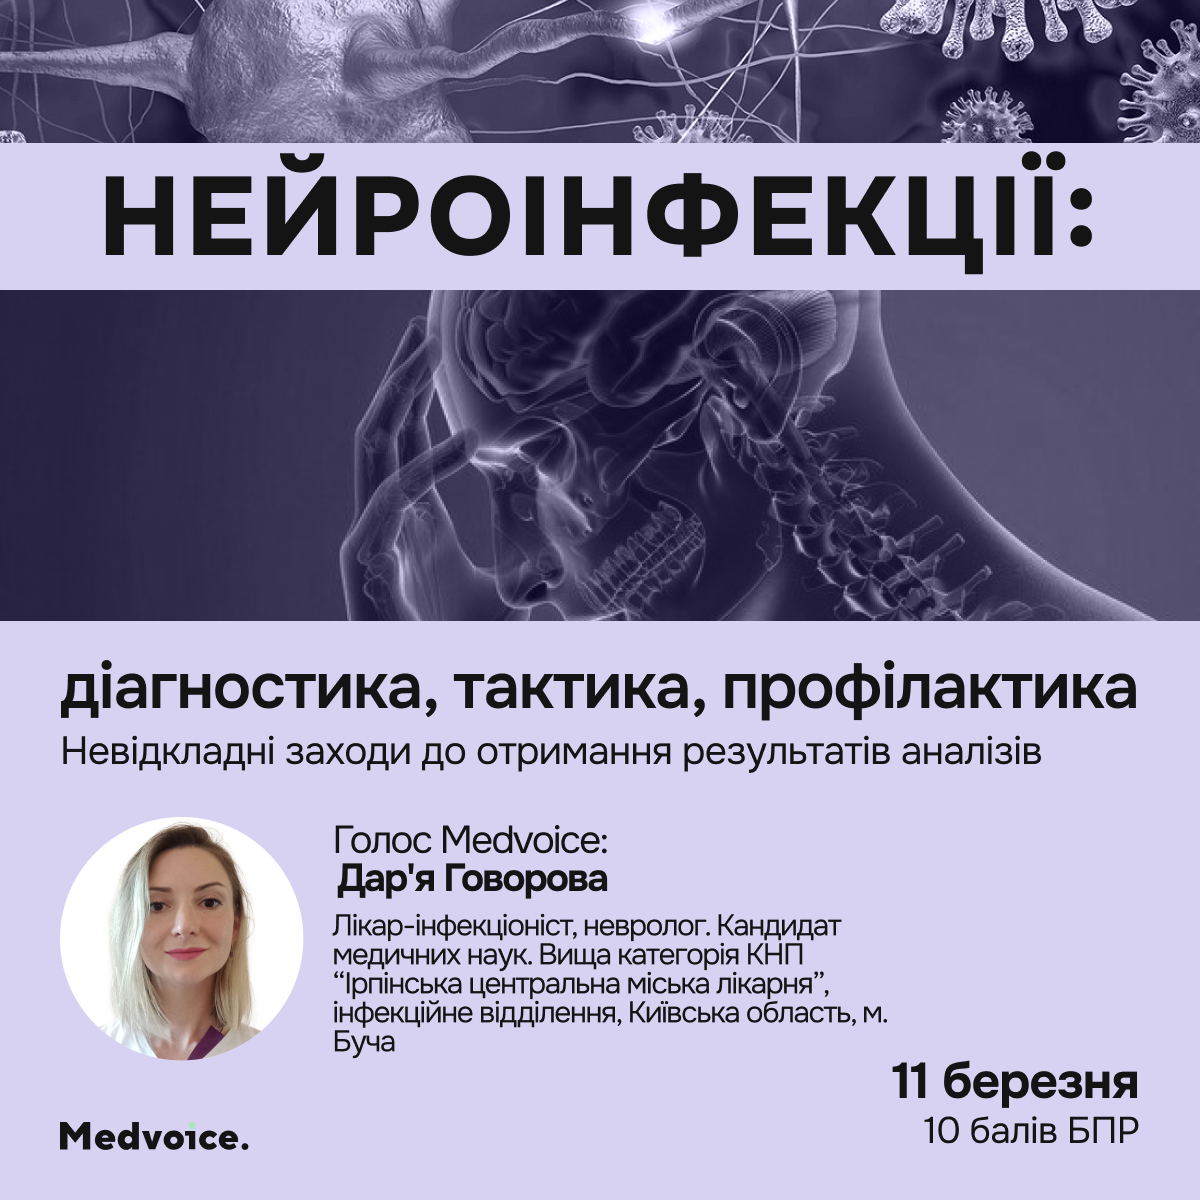 НЕЙРОІНФЕКЦІЇ:
діагностика, тактика, профілактика
Невідкладні заходи до отримання результатів аналізів
Голос Medvoice:
Дар'я Говорова
Лікар-інфекціоніст, невролог. Кандидат
медичних наук. Вища категорія КНП
“Ірпінська центральна міська лікарня”,
інфекційне відділення, Київська область, м.
Буча
11 березня
10 балів БПР
Medvoice.